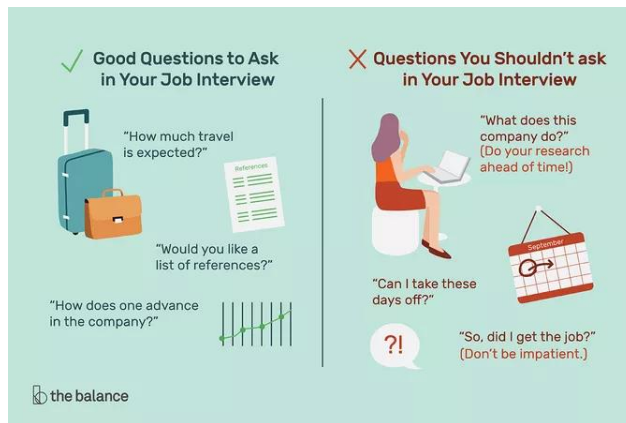 Good Questions to Ask
in Your Job Interview
"How much travel
is expected?"
References
"Would you like a
list of references?"
"How does one advance
in the company?"
Questions You Shouldn't ask
in Your Job Interview
"What does this
company do?"
(Do your research
ahead of time!)
September
"Can I take these
days off?"
?!
"So, did I get the job?"
(Don't be impatient.)
the balance